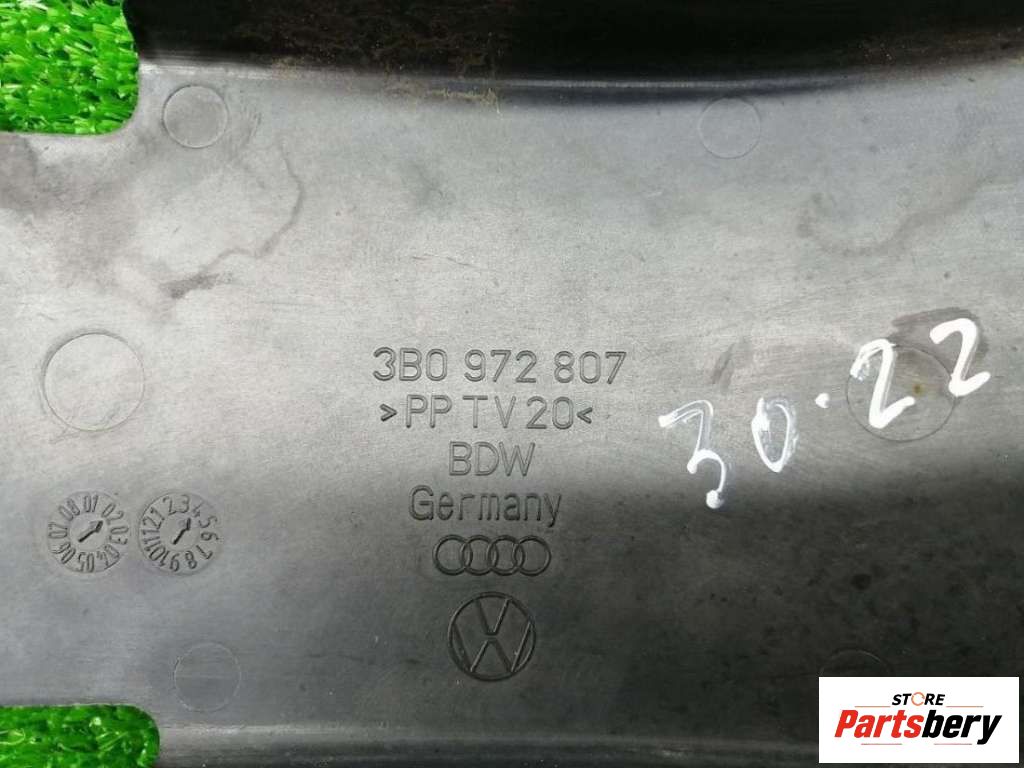 3B0 972 807
>PP TV 20<
BDW
Germany
30.22
STORE
Partsbery